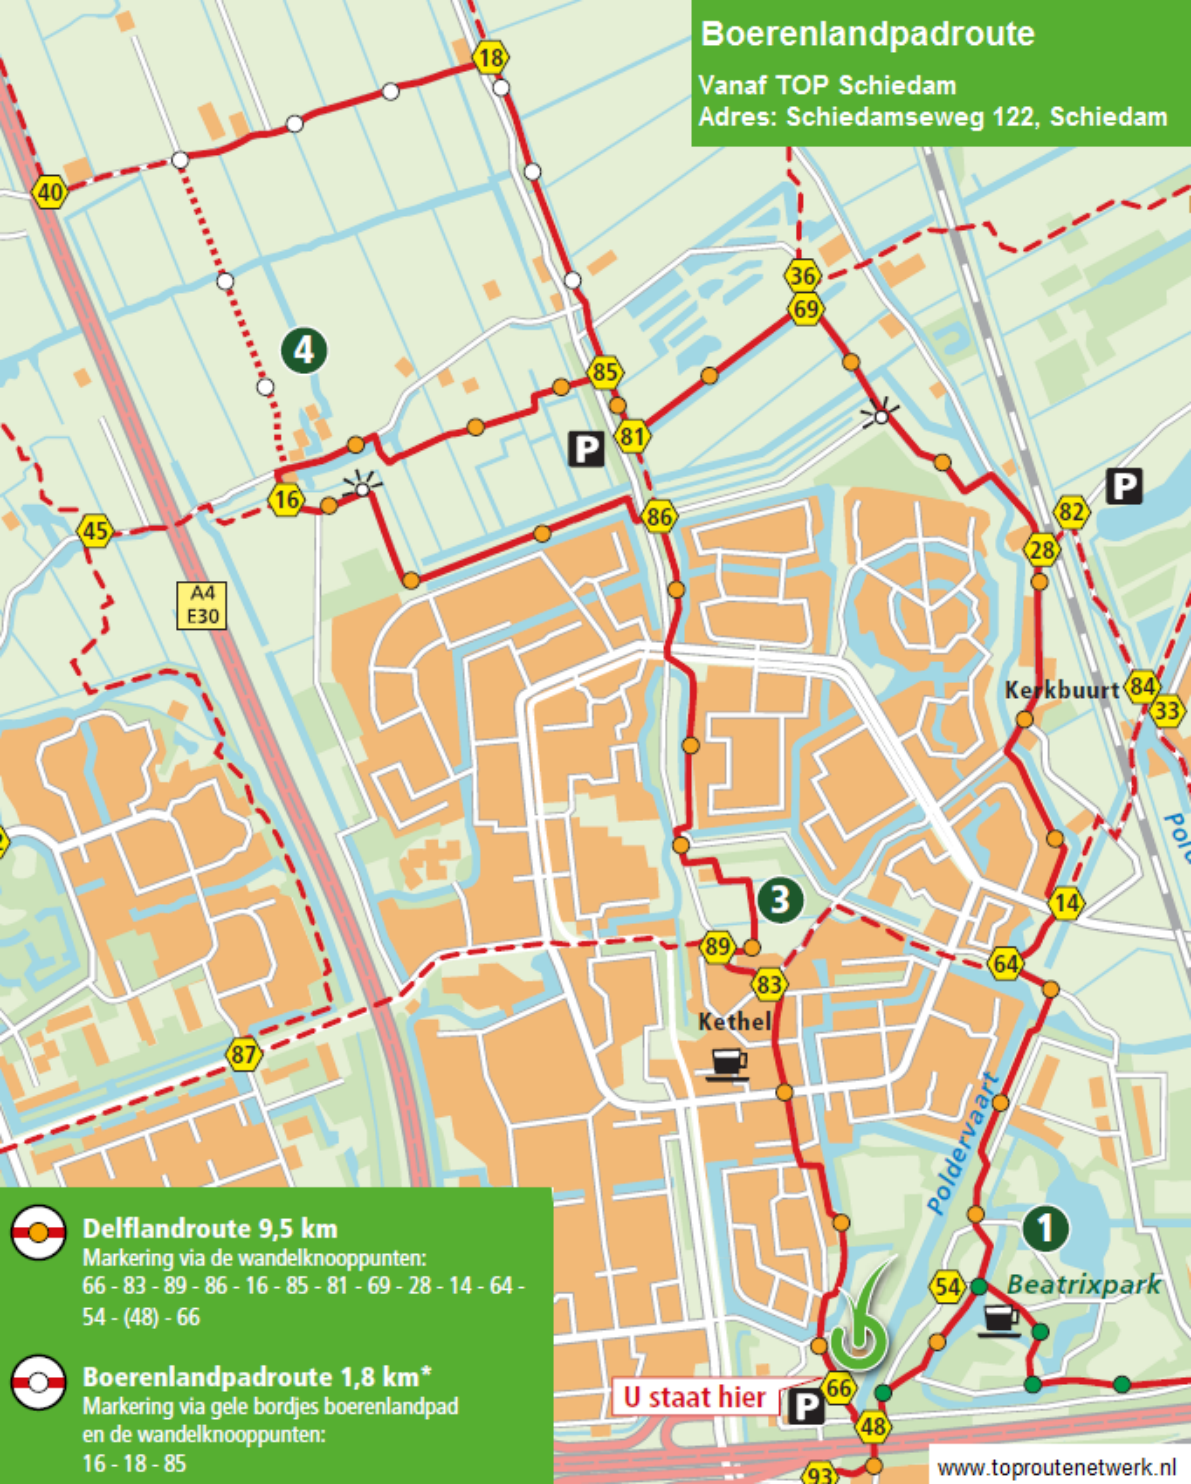 Boerenlandpadroute
Vanaf TOP Schiedam
Adres: Schiedamseweg 122, Schiedam
18
40
36
69
4
85
81
P
16
86
45
82
P
28
A4
E30
Kerkbuurt
84
33
3
14
89
64
83
Kethel
87
Poldervaart
1
54
Beatrixpark
U staat hier
P
66
48
93
Delflandroute 9,5 km
Markering via de wandelknooppunten:
66 - 83 - 89 - 86 - 16 - 85 - 81 - 69 - 28 - 14 - 64 -
54 - (48) - 66
Boerenlandpadroute 1,8 km*
Markering via gele bordjes boerenlandpad
en de wandelknooppunten:
16 - 18 - 85
www.toproutenetwerk.nl